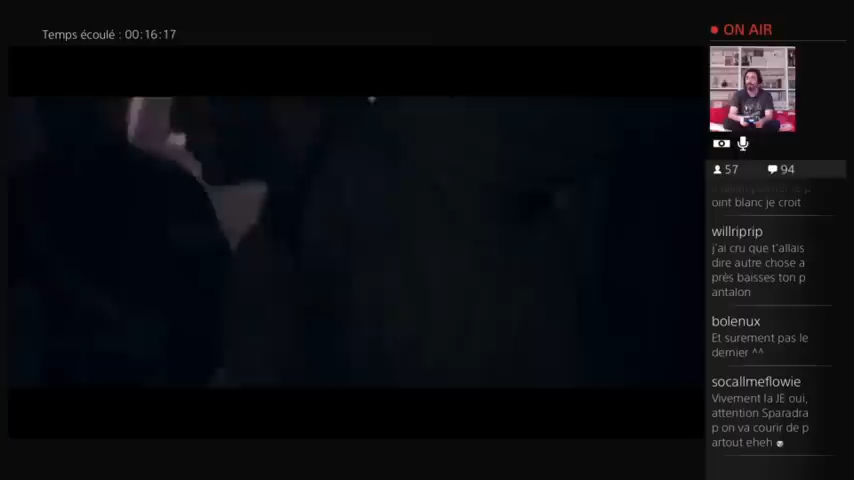 Temps écoulé : 00:16:17
ON AIR
57
94
oint blanc je croit
willriprip
j'ai cru que t'allais
dire autre chose a
près baisses ton p
antalon
bolenux
Et surement pas le
dernier ^^
socallmeflowie
Vivement la JE oui,
attention Sparadra
p on va courir de p
artout eheh